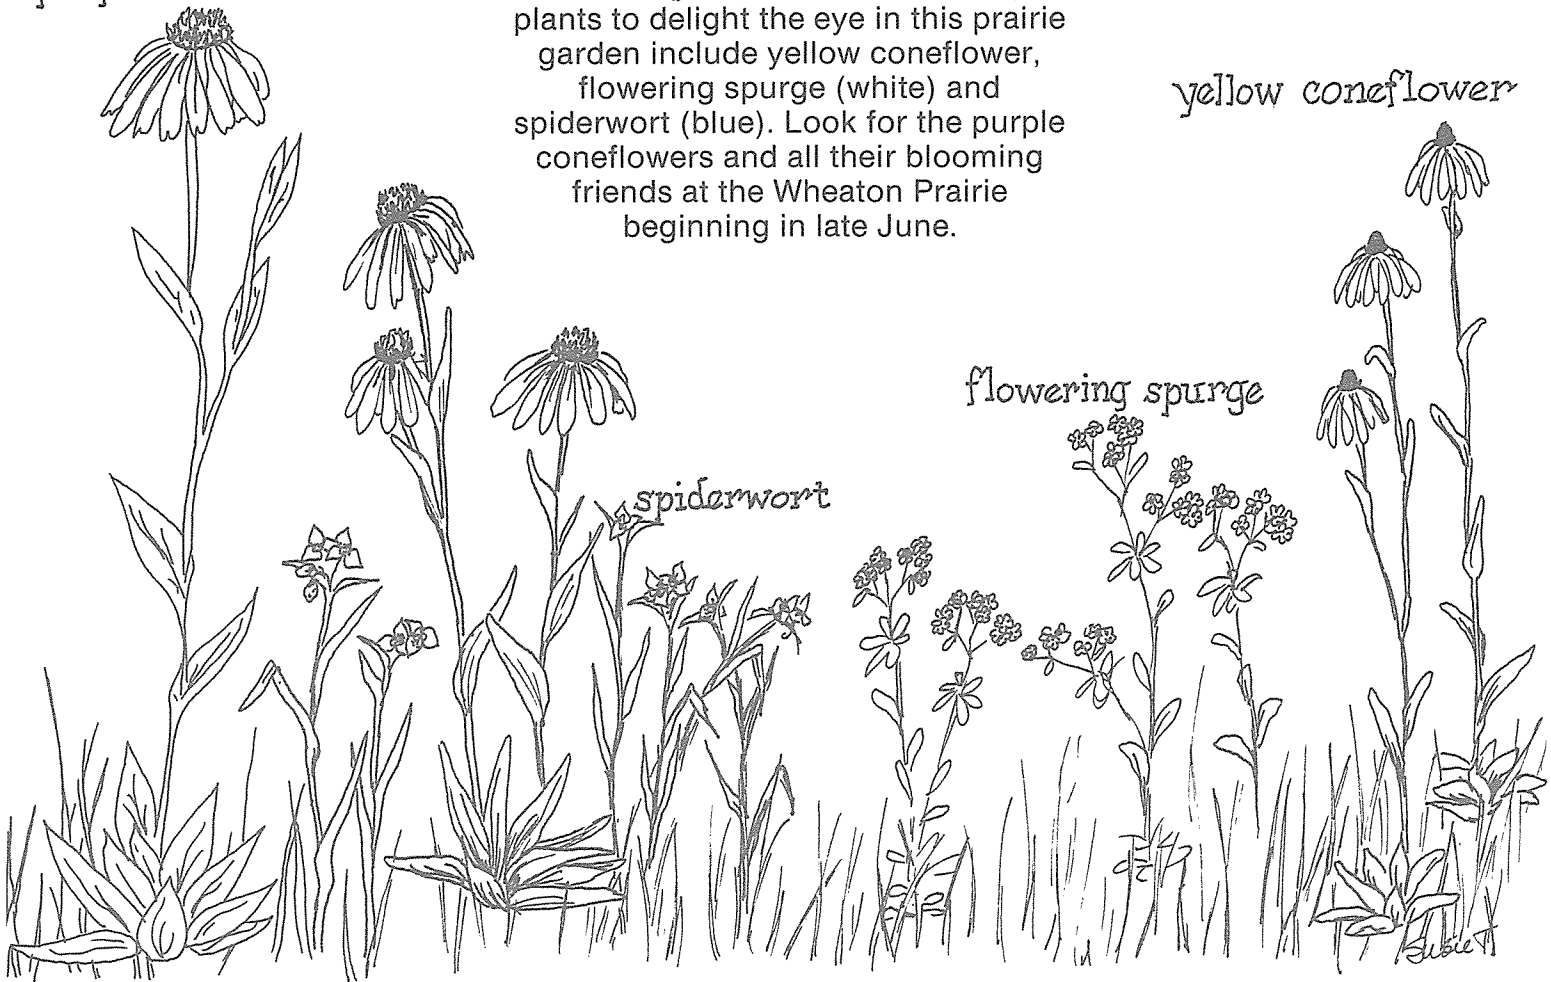 plants to delight the eye in this prairie
garden include yellow coneflower,
flowering spurge (white) and
spiderwort (blue). Look for the purple
coneflowers and all their blooming
friends at the Wheaton Prairie
beginning in late June.
yellow coneflower
flowering spurge
spiderwort
Susie H